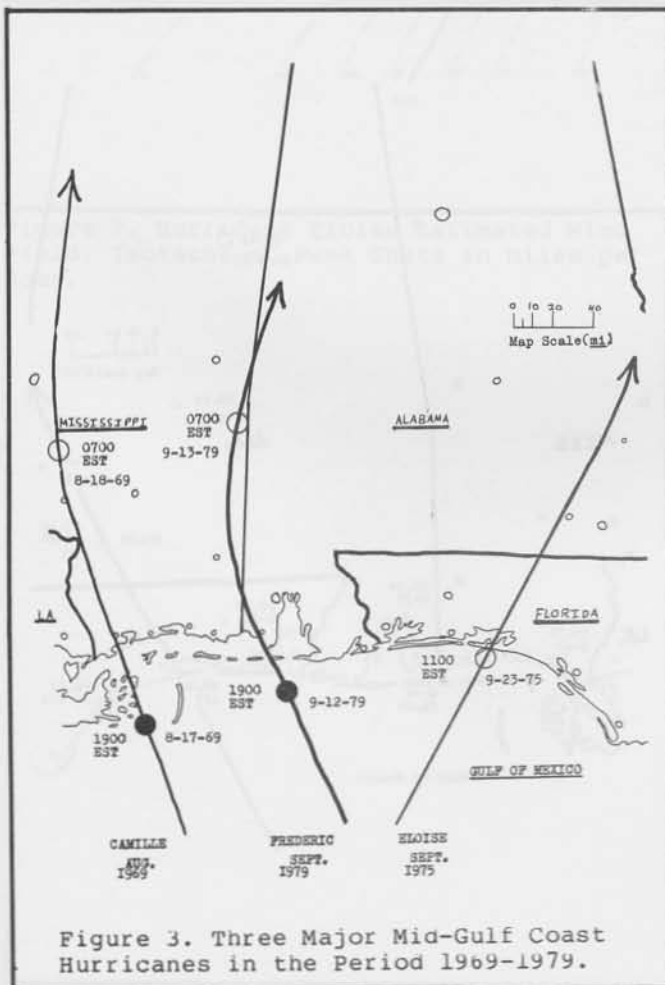 0 10 20 40
Map Scale(mi)
MISSISSIPPI
0700
EST
8-18-69
0700
EST
9-13-79
ALABAMA
LA
FLORIDA
1900
EST
8-17-69
1900
EST
9-12-79
1100
EST
9-23-75
GULF OF MEXICO
CAMILLE
AUG.
1969
FREDERIC
SEPT.
1979
ELOISE
SEPT.
1975
Figure 3. Three Major Mid-Gulf Coast
Hurricanes in the Period 1969-1979.